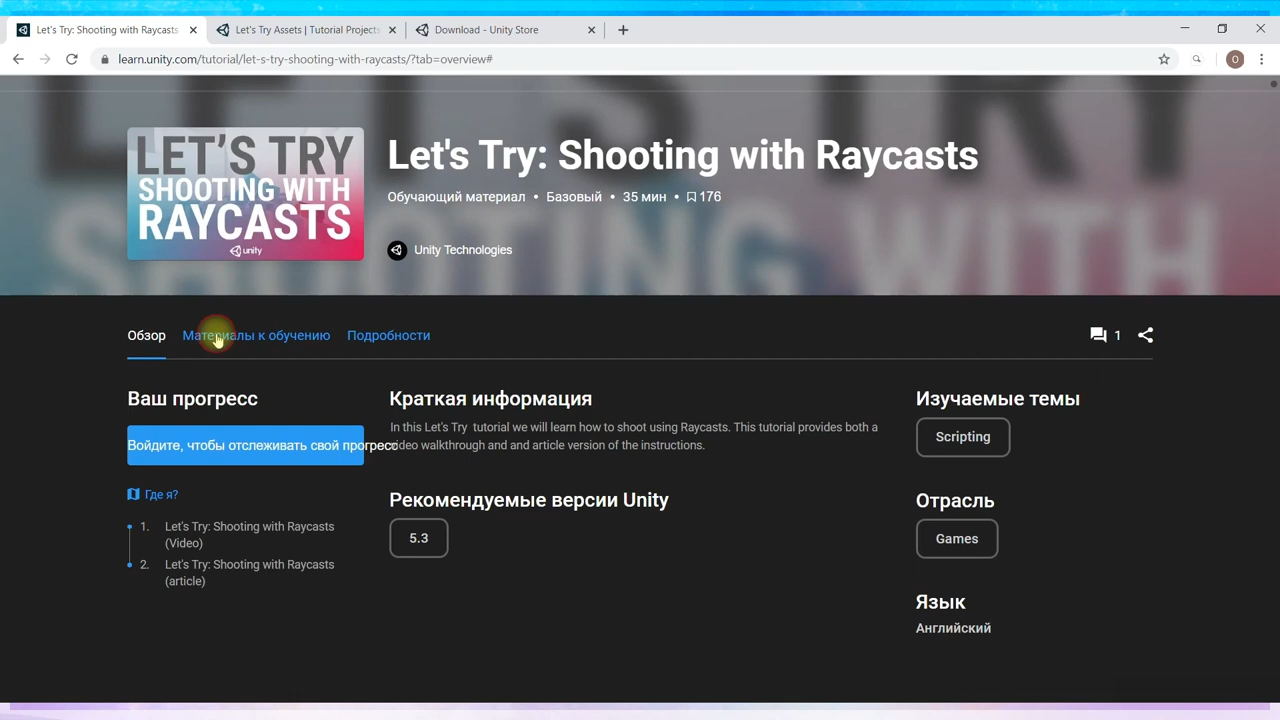 Let's Try: Shooting with Raycasts
Let's Try Assets | Tutorial Projects
Download - Unity Store
learn.unity.com/tutorial/let-s-try-shooting-with-raycasts/?tab=overview#
O
LET'S TRY
SHOOTING WITH
LET'S TRY
SHOOTING WITH
RAYCASTS
unity
Let's Try: Shooting with Raycasts
Обучающий материал • Базовый • 35 мин • 176
Unity Technologies
Обзор Материалы к обучению Подробности 1
Ваш прогресс
Войдите, чтобы отслеживать свой прогресс
Где я?
1. Let's Try: Shooting with Raycasts
(Video)
2. Let's Try: Shooting with Raycasts
(article)
Краткая информация
In this Let's Try tutorial we will learn how to shoot using Raycasts. This tutorial provides both a
video walkthrough and and article version of the instructions.
Рекомендуемые версии Unity
5.3
Изучаемые темы
Scripting
Отрасль
Games
Язык
Английский